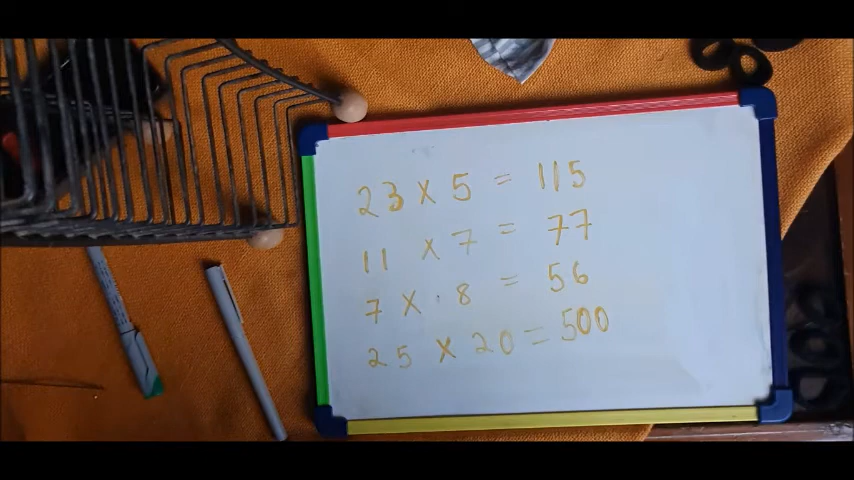 23 x 5 = 115
11 x 7 = 77
7 x 8 = 56
25 x 20 = 500